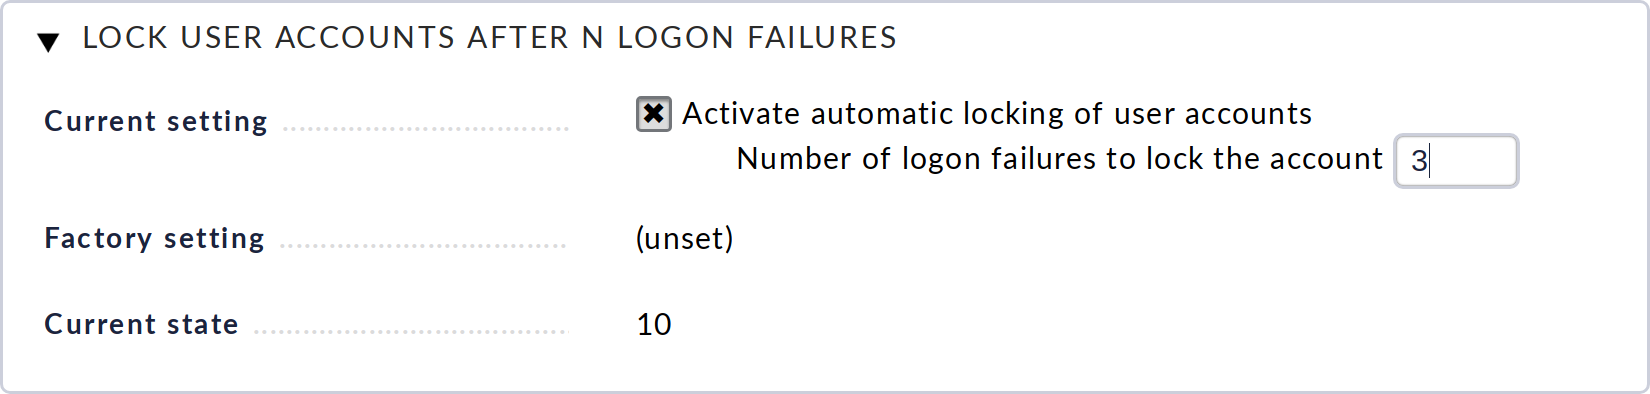 LOCK USER ACCOUNTS AFTER N LOGON FAILURES
Current setting
Activate automatic locking of user accounts
Number of logon failures to lock the account 3
Factory setting (unset)
Current state 10